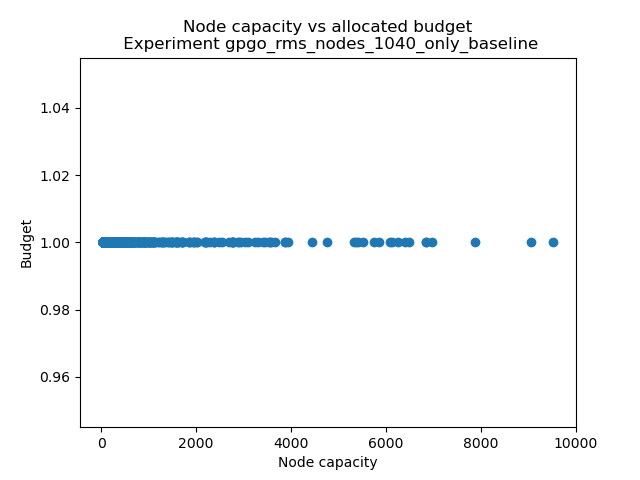 Node capacity vs allocated budget
Experiment gpgo_rms_nodes_1040_only_baseline
1.04
1.02
1.00
0.98
0.96
Budget
0
2000
4000
6000
8000
10000
Node capacity